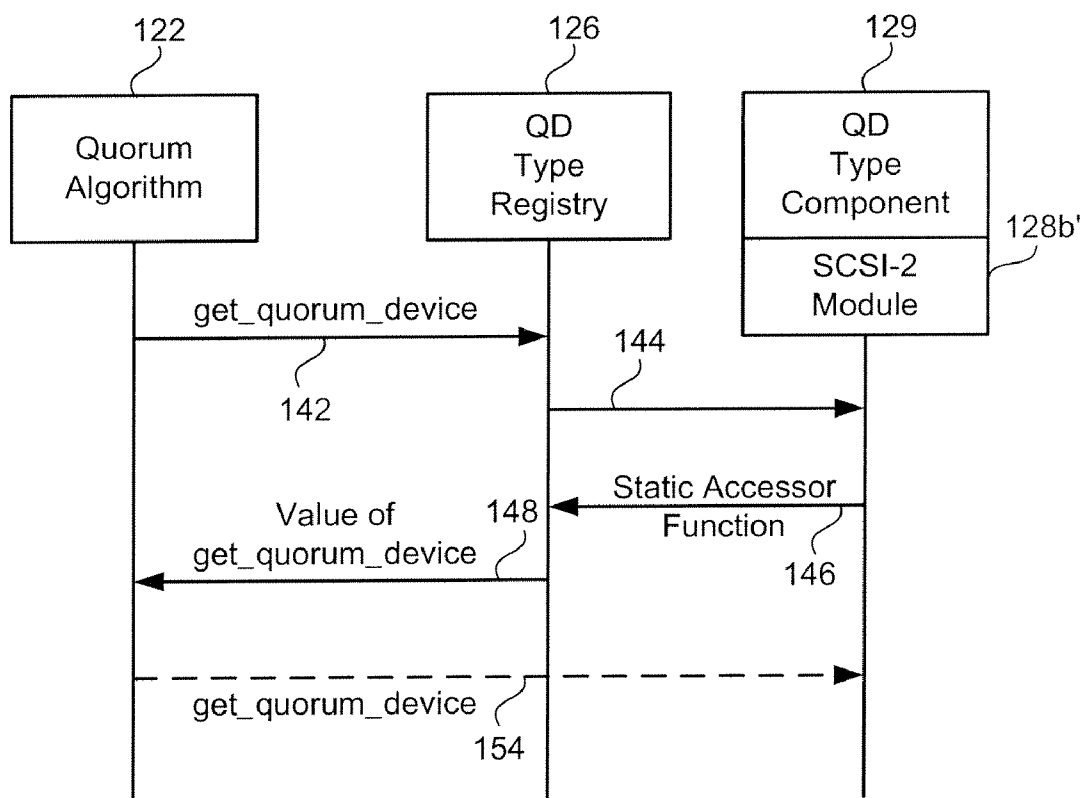 122
126
129
Quorum
Algorithm
QD
Type
Registry
QD
Type
Component
128b'
SCSI-2
Module
get_quorum_device
142
144
Static Accessor
Function
146
Value of
get_quorum_device
148
get_quorum_device
154